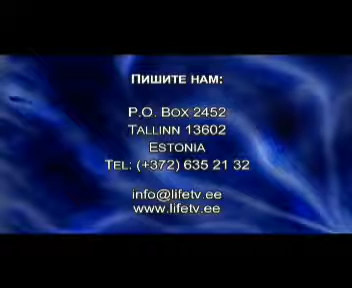 Пишите нам:
P.O. Box 2452
Tallinn 13602
Estonia
Tel: (+372) 635 21 32
info@lifetv.ee
www.lifetv.ee